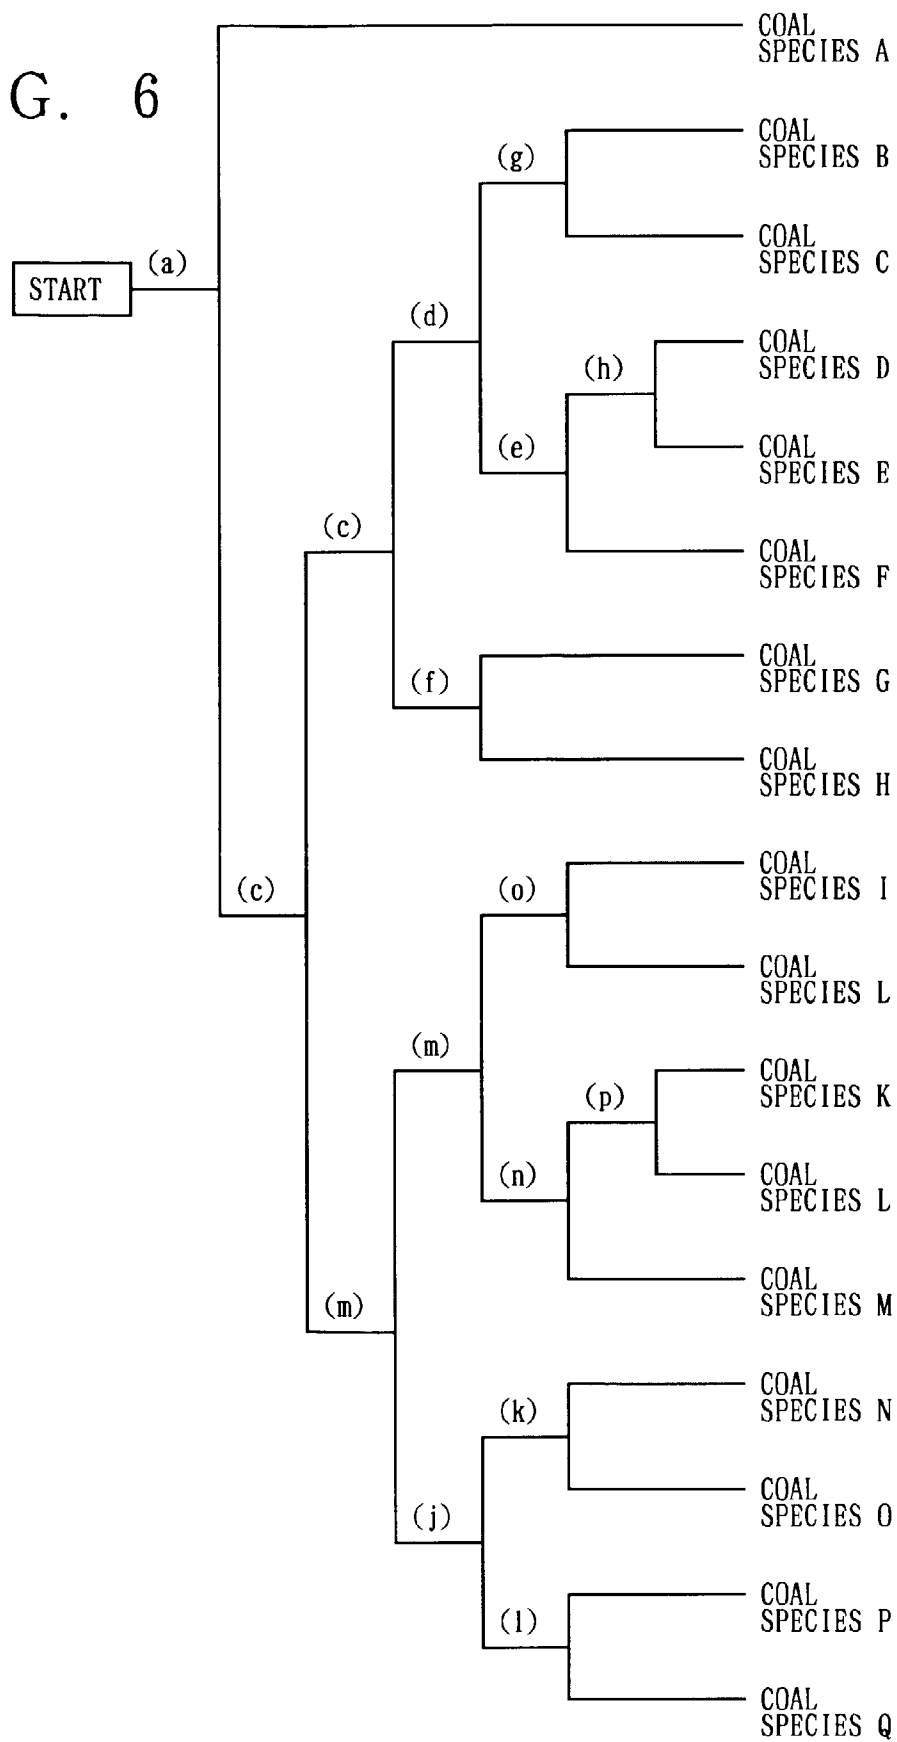 COAL
SPECIES A
G. 6
COAL
SPECIES B
(g)
COAL
SPECIES C
(a)
START
(d)
COAL
SPECIES D
(h)
COAL
SPECIES E
(e)
(c)
COAL
SPECIES F
COAL
SPECIES G
(f)
COAL
SPECIES H
COAL
SPECIES I
(o)
(c)
COAL
SPECIES L
(m)
COAL
SPECIES K
(p)
COAL
SPECIES L
(n)
COAL
SPECIES M
(m)
COAL
SPECIES N
(k)
COAL
SPECIES O
(j)
COAL
SPECIES P
(l)
COAL
SPECIES Q